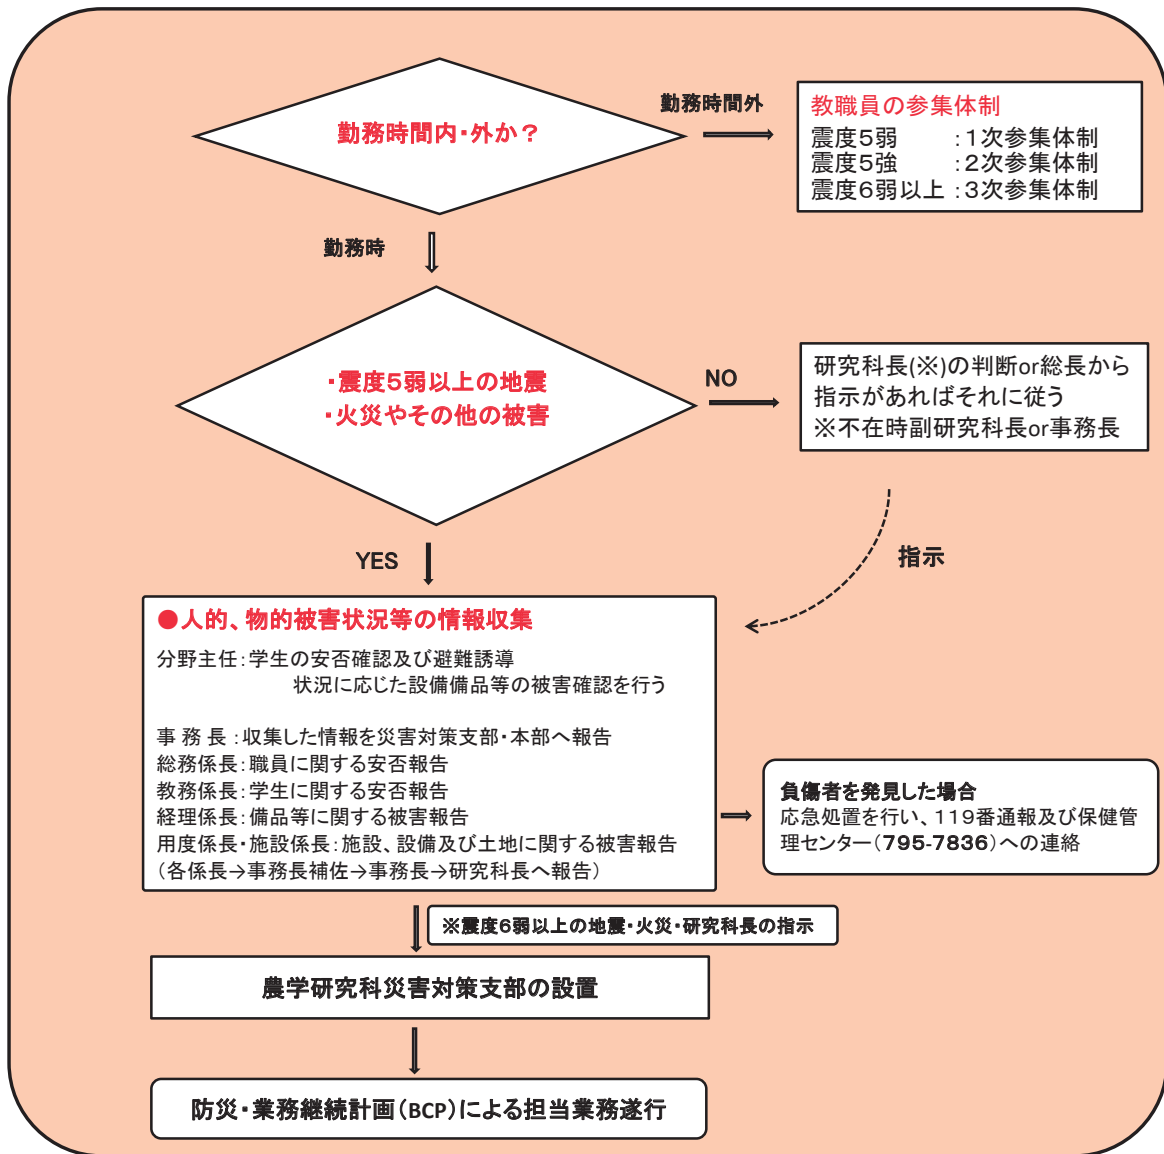 勤務時間内・外か？
勤務時間外
教職員の参集体制
震度5弱　　：1次参集体制
震度5強　　：2次参集体制
震度6弱以上：3次参集体制
勤務時
・震度5弱以上の地震
・火災やその他の被害
NO
研究科長(※)の判断or総長から
指示があればそれに従う
※不在時副研究科長or事務長
YES
指示
●人的、物的被害状況等の情報収集
分野主任：学生の安否確認及び避難誘導
状況に応じた設備備品等の被害確認を行う
事 務 長 ：収集した情報を災害対策支部・本部へ報告
総務係長：職員に関する安否報告
教務係長：学生に関する安否報告
経理係長：備品等に関する被害報告
用度係長・施設係長：施設、設備及び土地に関する被害報告
（各係長→事務長補佐→事務長→研究科長へ報告）
負傷者を発見した場合
応急処置を行い、119番通報及び保健管
理センター（795-7836）への連絡
※震度6弱以上の地震・火災・研究科長の指示
農学研究科災害対策支部の設置
防災・業務継続計画（BCP）による担当業務遂行